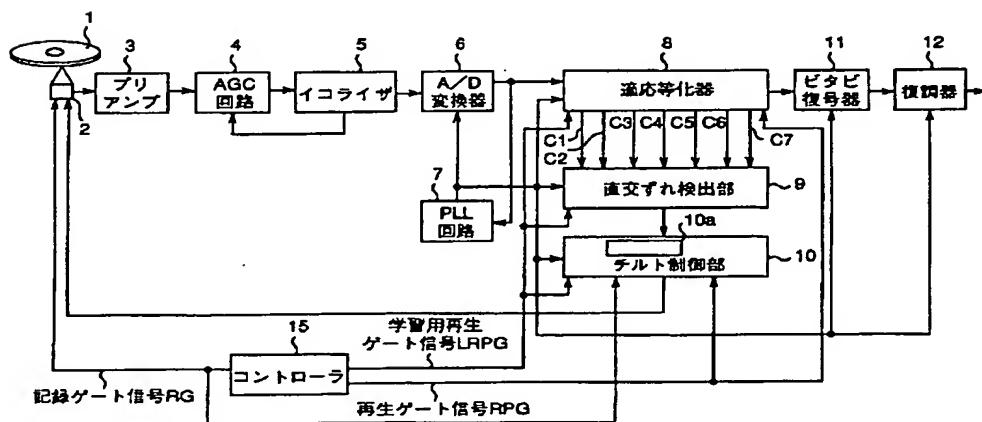 1
2
3
プリ
アンプ
4
AGC
回路
5
イコライザ
6
A/D
変換器
7
PLL
回路
8
適応等化器
C1
C2
C3
C4
C5
C6
C7
直交ずれ検出部
9
10a
チルト制御部
10
11
ビタビ
復号器
12
復調器
15
コントローラ
学習用再生
ゲート信号LRPG
記録ゲート信号RG
再生ゲート信号RPG